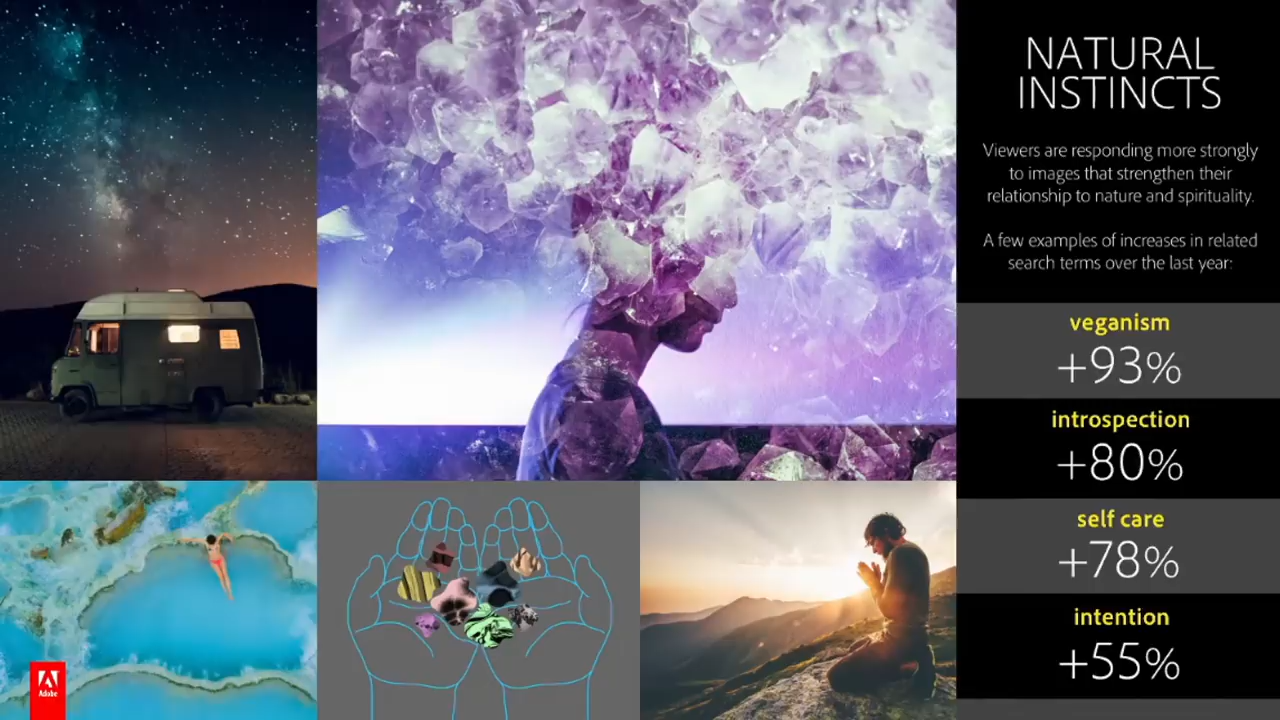 NATURAL
INSTINCTS
Viewers are responding more strongly
to images that strengthen their
relationship to nature and spirituality.
A few examples of increases in related
search terms over the last year:
veganism
+93%
introspection
+80%
self care
+78%
intention
+55%
Adobe